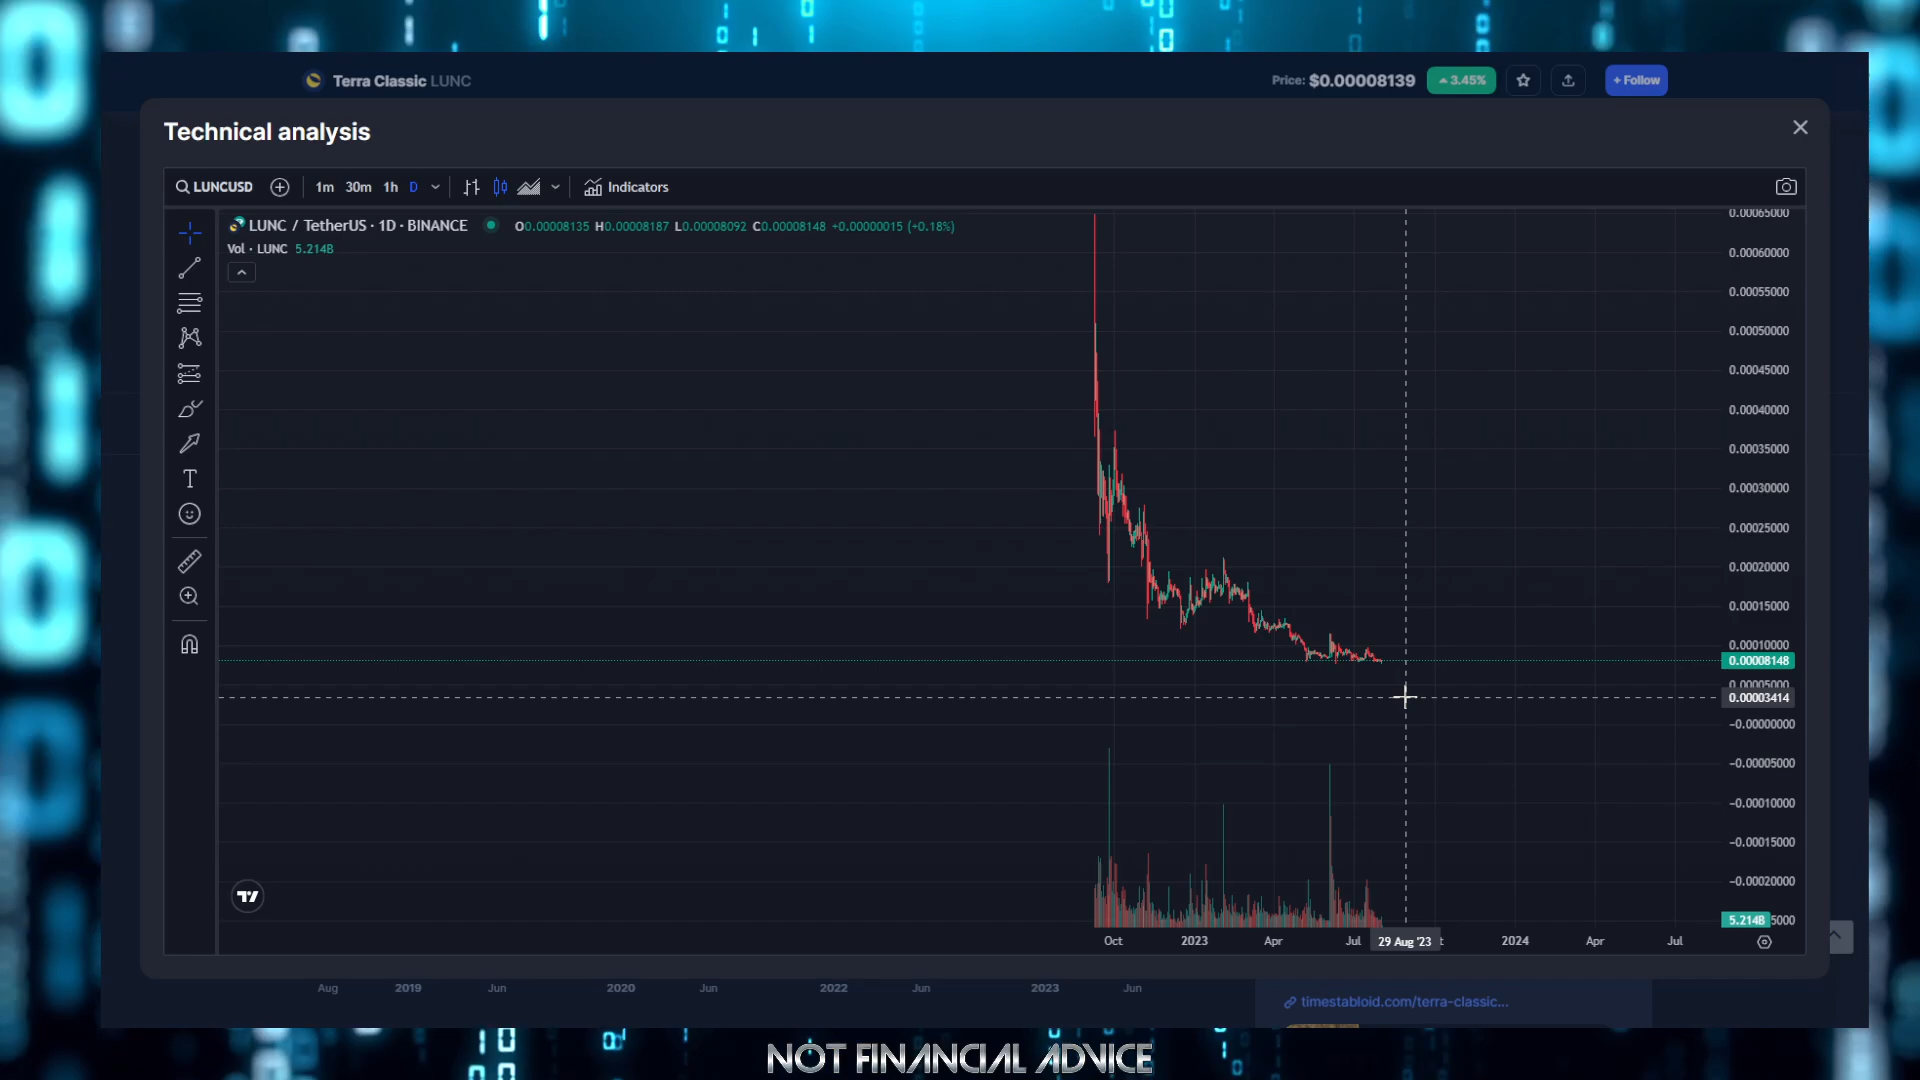 Terra Classic LUNC
Price: $0.00008139
3.45%
+ Follow
Technical analysis
LUNCUSD
1m 30m 1h D
Indicators
LUNC / TetherUS · 1D · BINANCE
O0.00008135 H0.00008187 L0.00008092 C0.00008148 +0.00000015 (+0.18%)
Vol · LUNC 5.214B
0.00065000
0.00060000
0.00055000
0.00050000
0.00045000
0.00040000
0.00035000
0.00030000
0.00025000
0.00020000
0.00015000
0.00010000
0.00008148
0.00005000
0.00003414
−0.00000000
−0.00005000
−0.00010000
−0.00015000
−0.00020000
5.214B 5000
Oct 2023 Apr Jul 29 Aug '23 t 2024 Apr Jul
Aug 2019 Jun 2020 Jun 2022 Jun 2023 Jun
timestabloid.com/terra-classic...
NOT FINANCIAL ADVICE